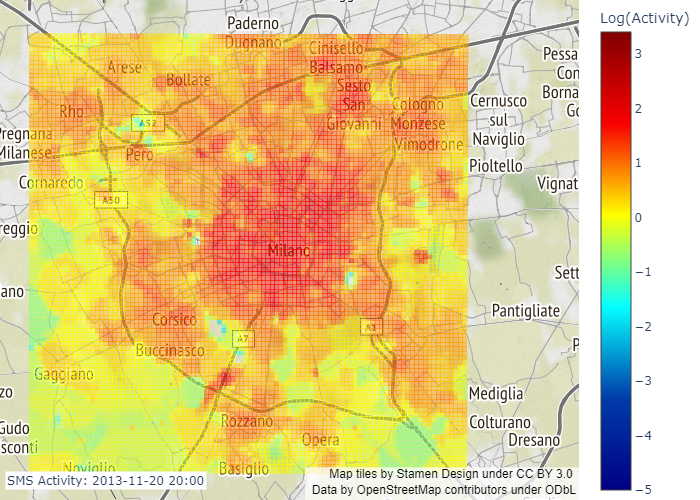 Log(Activity)
3
2
1
0
−1
−2
−3
−4
−5
Paderno
Dugnano
Cinisello
Balsamo
Arese
Bollate
Sesto
San
Giovanni
Rho
A52
Cologno
Monzese
Cernusco
sul
Naviglio
Pessa
Con
Borna
Go
Pregnana
Milanese
Pero
Vimodrone
Pioltello
Cornaredo
Vignat
A50
reggio
Milano
Sett
ano
Pantigliate
Corsico
A7
A1
Buccinasco
P
Gaggiano
zo
Mediglia
Rozzano
Colturano
Gudo
sconti
Opera
Dresano
Noviglio
Basiglio
SMS Activity: 2013-11-20 20:00
Map tiles by Stamen Design under CC BY 3.0
Data by OpenStreetMap contributors under ODbL